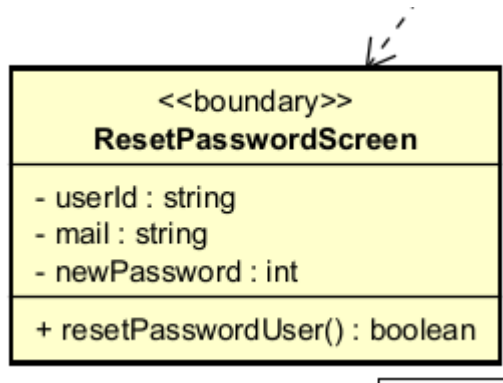 <<boundary>>
ResetPasswordScreen
- userId : string
- mail : string
- newPassword : int
+ resetPasswordUser() : boolean